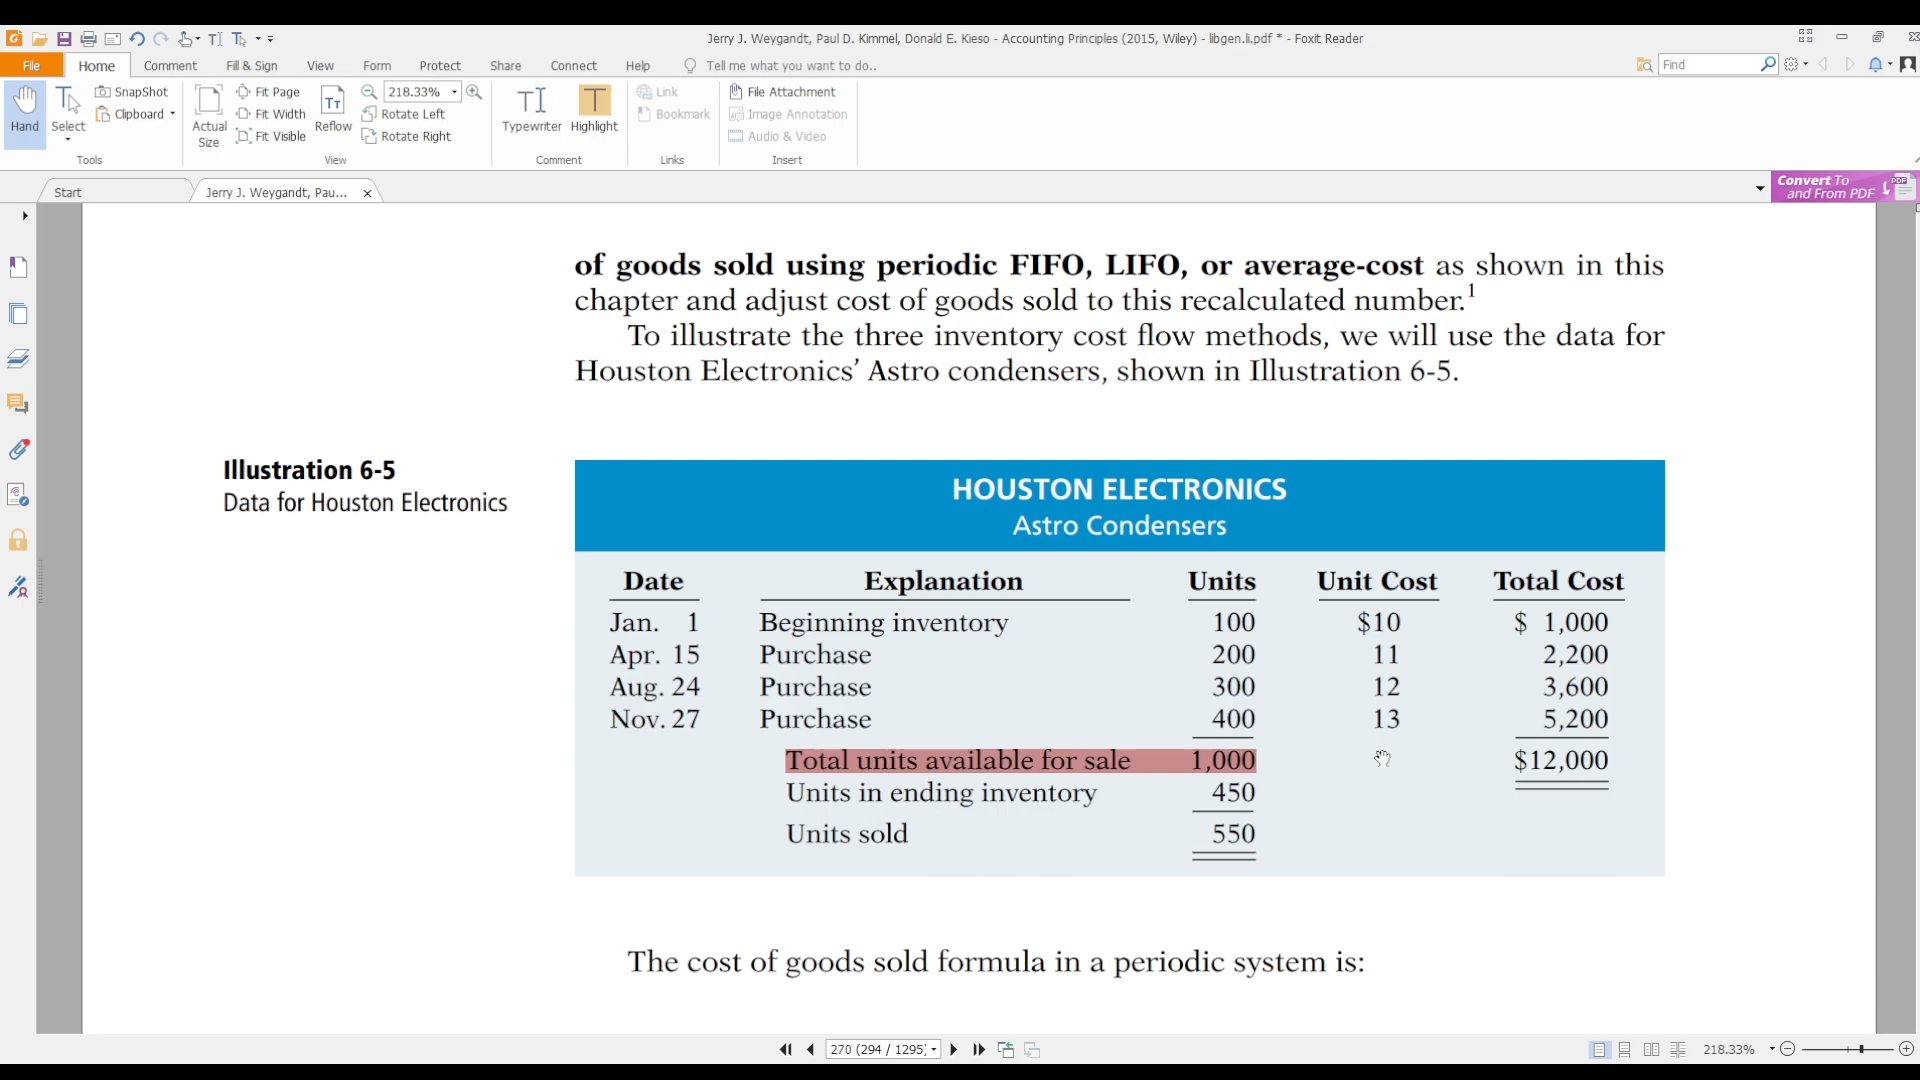 Jerry J. Weygandt, Paul D. Kimmel, Donald E. Kieso - Accounting Principles (2015, Wiley) - libgen.li.pdf * - Foxit Reader
File Home Comment Fill & Sign View Form Protect Share Connect Help Tell me what you want to do.. Find
Hand Select SnapShot Clipboard
Tools
Actual Size Fit Page Fit Width Fit Visible Reflow 218.33% Rotate Left Rotate Right
View
Typewriter Highlight
Comment
Link Bookmark
Links
File Attachment Image Annotation Audio & Video
Insert
Start Jerry J. Weygandt, Pau... Convert To and From PDF PDF
of goods sold using periodic FIFO, LIFO, or average-cost as shown in this
chapter and adjust cost of goods sold to this recalculated number.1
To illustrate the three inventory cost flow methods, we will use the data for
Houston Electronics’ Astro condensers, shown in Illustration 6-5.
Illustration 6-5
Data for Houston Electronics
HOUSTON ELECTRONICS
Astro Condensers
Date Explanation Units Unit Cost Total Cost
Jan. 1 Beginning inventory 100 $10 $ 1,000
Apr. 15 Purchase 200 11 2,200
Aug. 24 Purchase 300 12 3,600
Nov. 27 Purchase 400 13 5,200
Total units available for sale 1,000 $12,000
Units in ending inventory 450
Units sold 550
The cost of goods sold formula in a periodic system is:
270 (294 / 1295) 218.33%